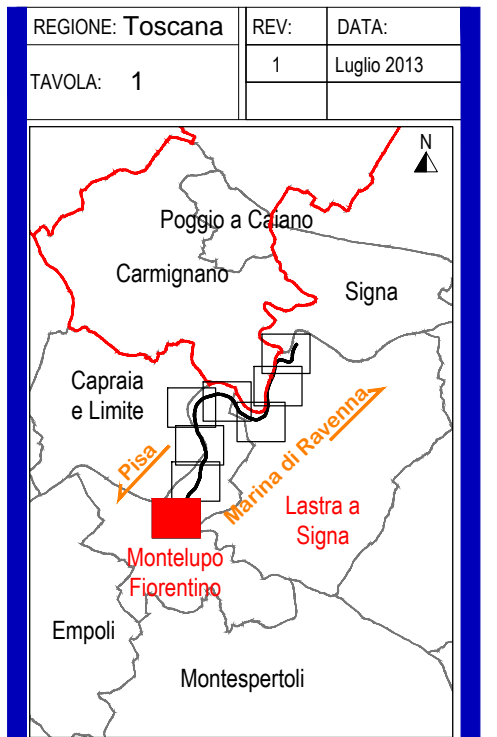 REGIONE: Toscana
REV:
DATA:
1
Luglio 2013
TAVOLA: 1
N
Poggio a Caiano
Carmignano
Signa
Capraia
e Limite
Pisa
Marina di Ravenna
Lastra a
Signa
Montelupo
Fiorentino
Empoli
Montespertoli